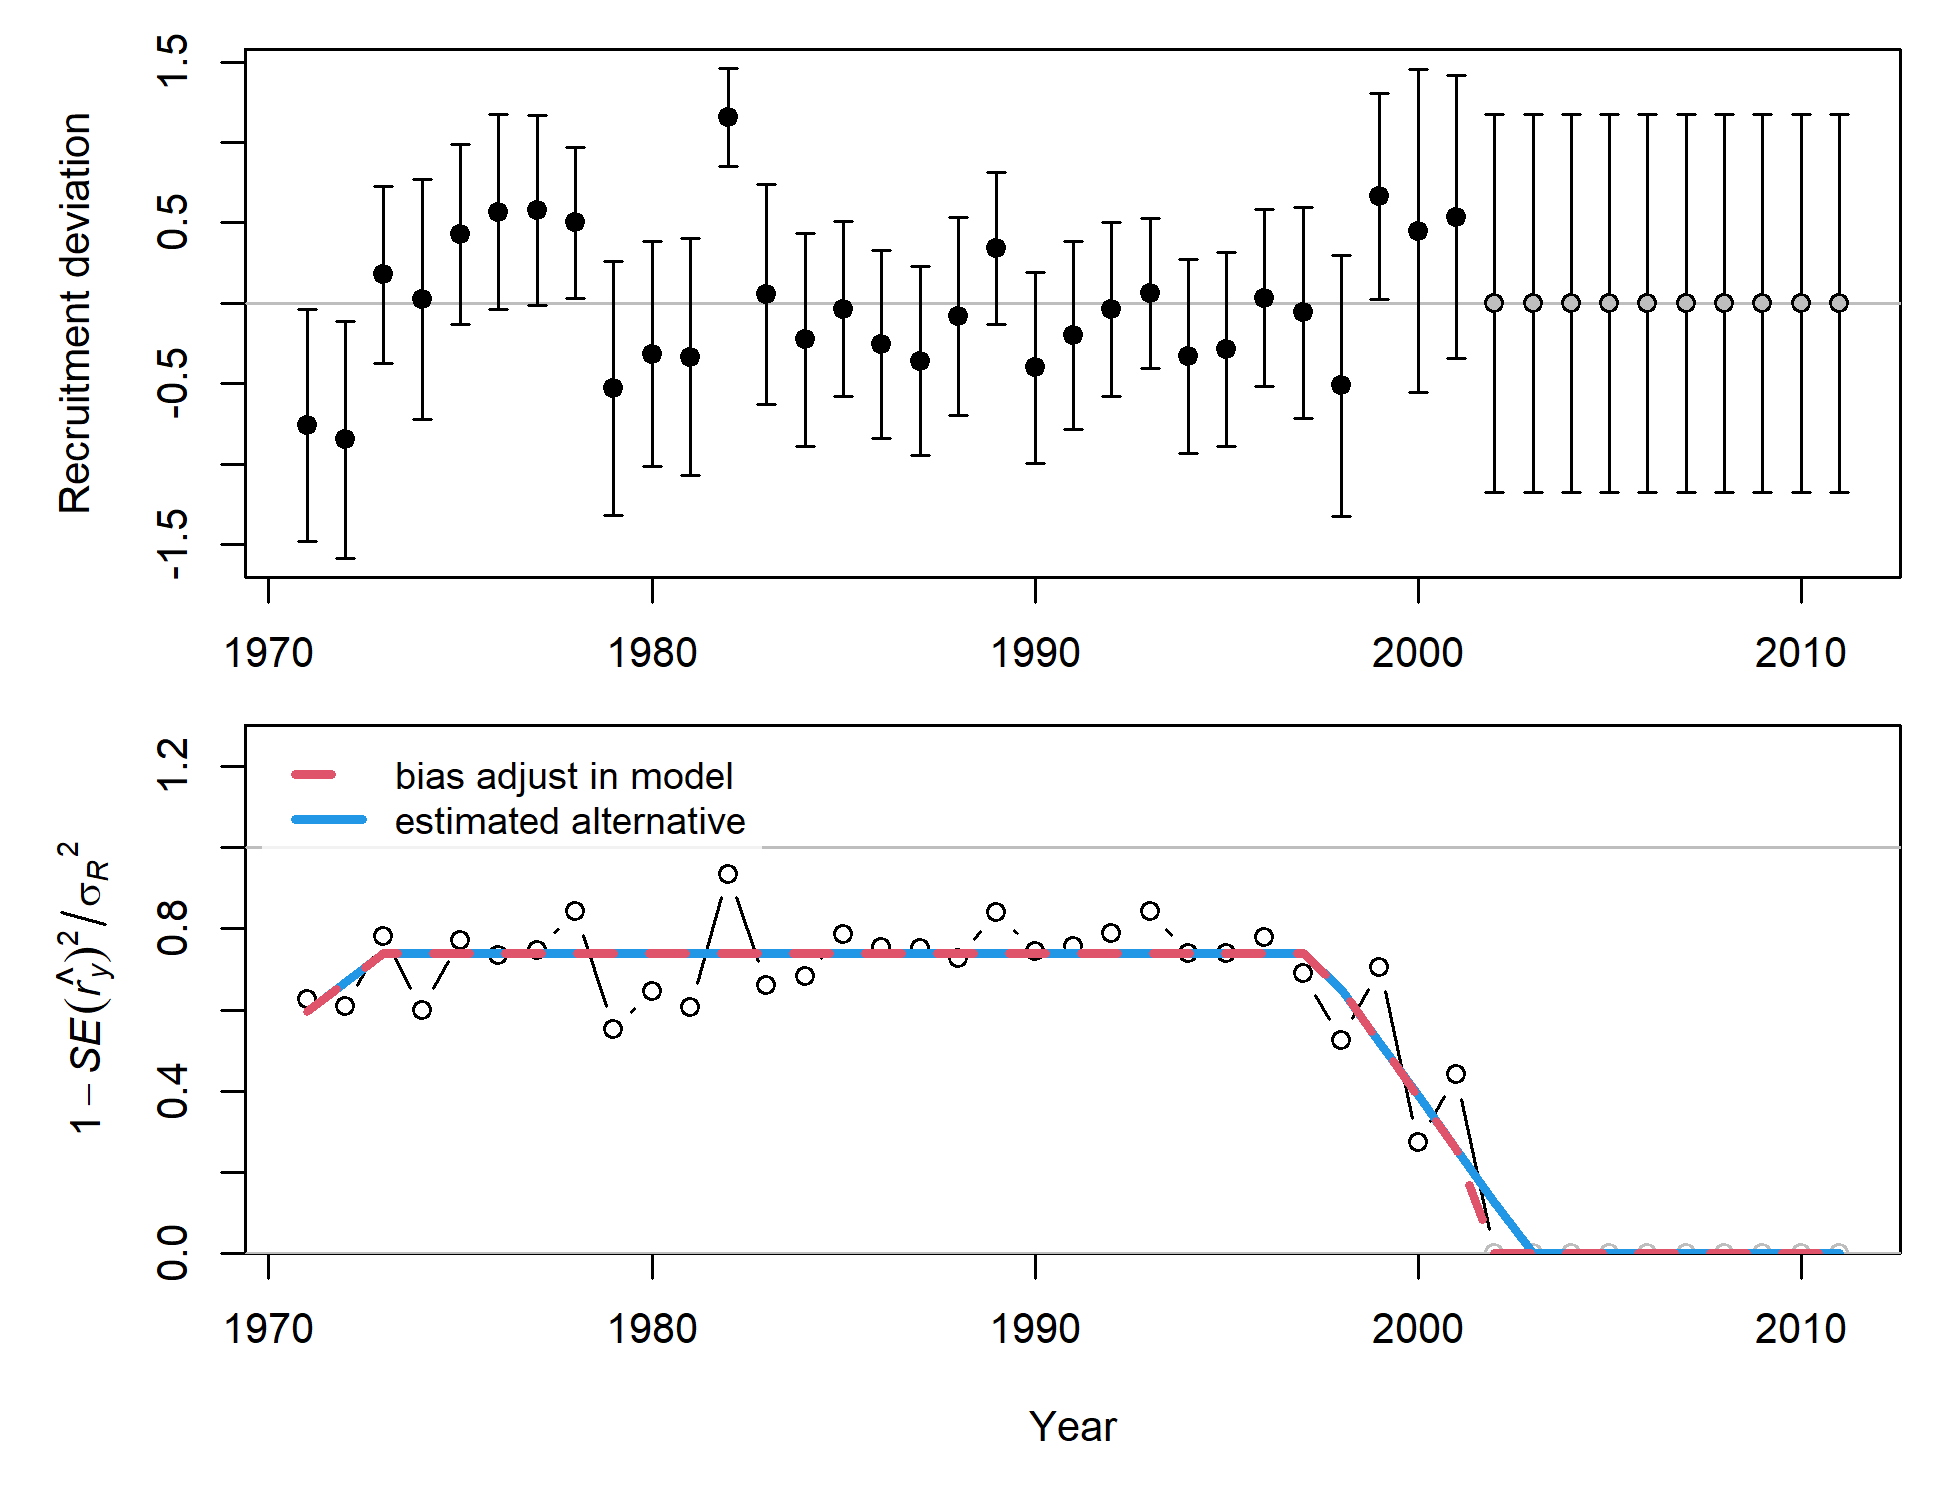 Recruitment deviation
1.5
0.5
-0.5
-1.5
1970 1980 1990 2000 2010
bias adjust in model
estimated alternative
1 − SE(r̂y)² / σR²
1.2
0.8
0.4
0.0
1970 1980 1990 2000 2010
Year